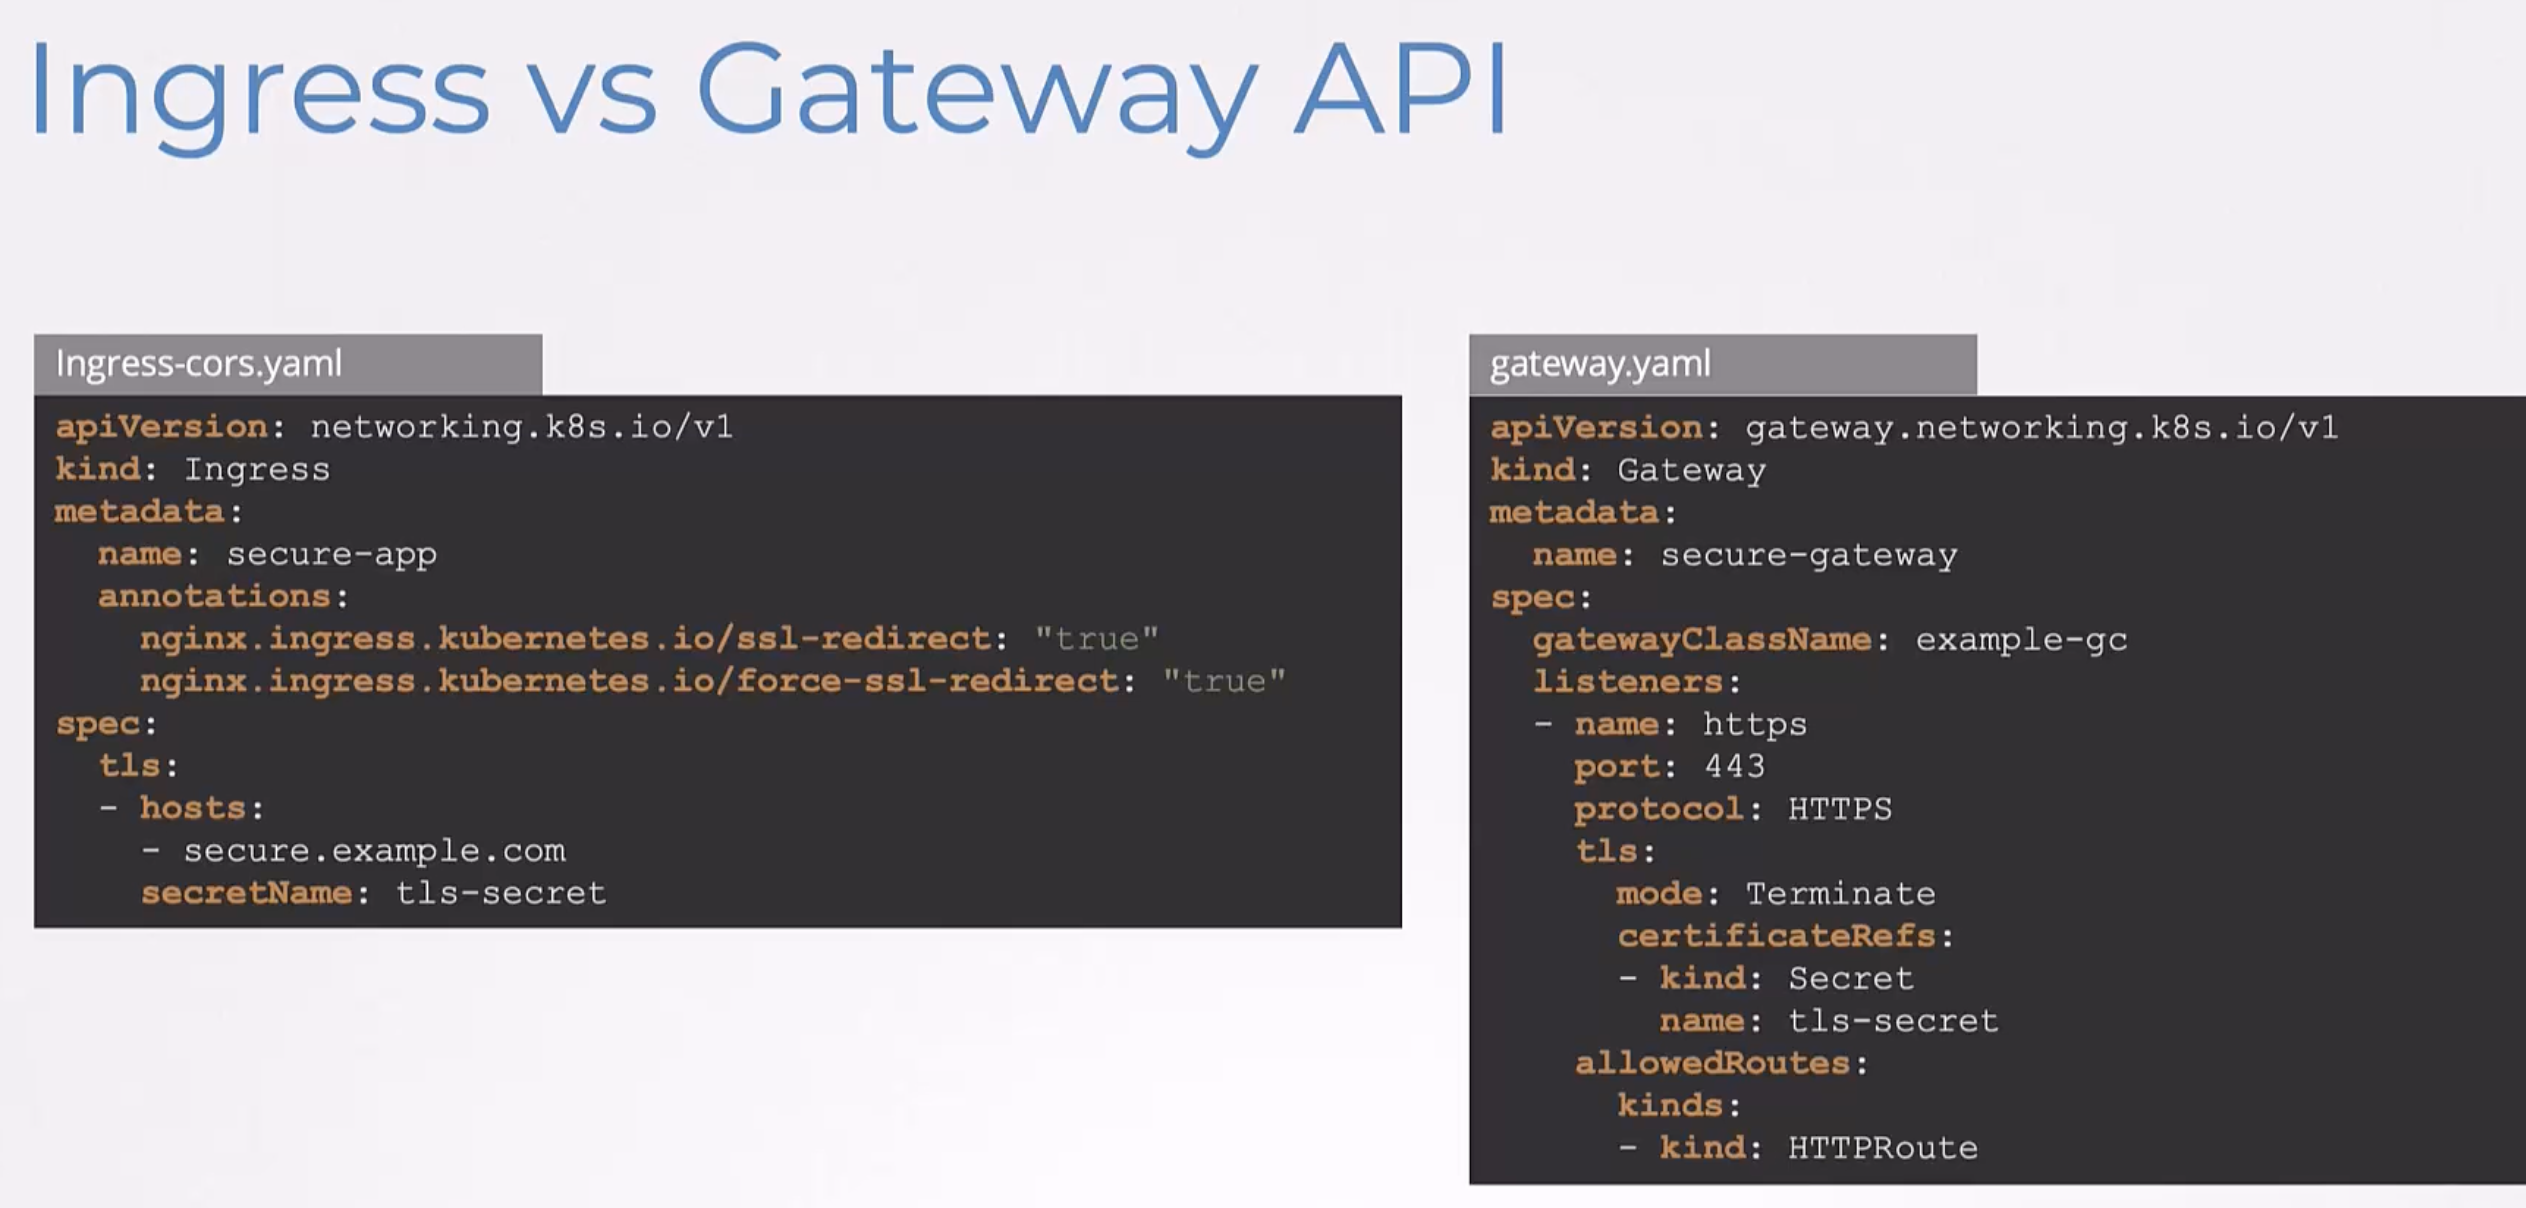 Ingress vs Gateway API
Ingress-cors.yaml
apiVersion: networking.k8s.io/v1
kind: Ingress
metadata:
  name: secure-app
  annotations:
    nginx.ingress.kubernetes.io/ssl-redirect: "true"
    nginx.ingress.kubernetes.io/force-ssl-redirect: "true"
spec:
  tls:
  - hosts:
    - secure.example.com
    secretName: tls-secret
gateway.yaml
apiVersion: gateway.networking.k8s.io/v1
kind: Gateway
metadata:
  name: secure-gateway
spec:
  gatewayClassName: example-gc
  listeners:
  - name: https
    port: 443
    protocol: HTTPS
    tls:
      mode: Terminate
      certificateRefs:
      - kind: Secret
        name: tls-secret
    allowedRoutes:
      kinds:
      - kind: HTTPRoute